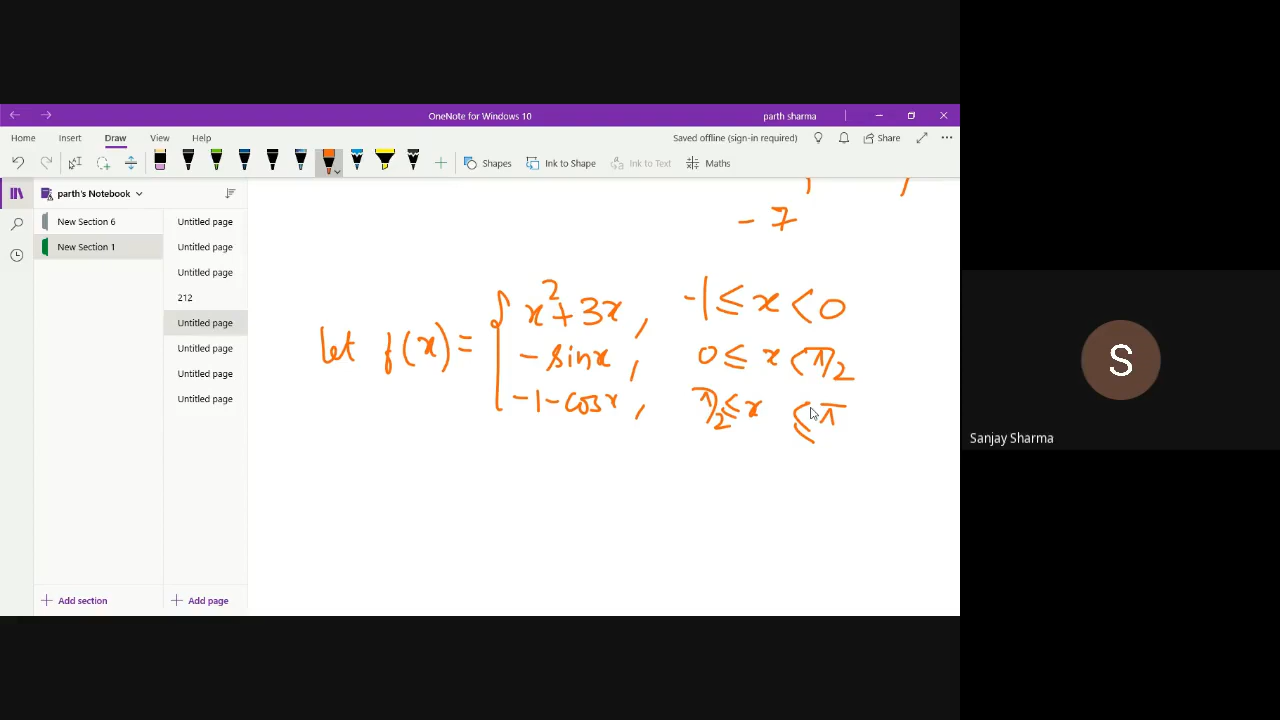 OneNote for Windows 10
parth sharma
Home Insert Draw View Help
Saved offline (sign-in required)
Share
Shapes
Ink to Shape
Ink to Text
Maths
parth's Notebook
New Section 6
New Section 1
Untitled page
Untitled page
Untitled page
212
Untitled page
Untitled page
Untitled page
Untitled page
Add section
Add page
- 7
let f(x) = { x²+3x, -1 ≤ x < 0
- sinx, 0 ≤ x < π/2
-1-cosx, π/2 ≤ x ≤ π
S
Sanjay Sharma